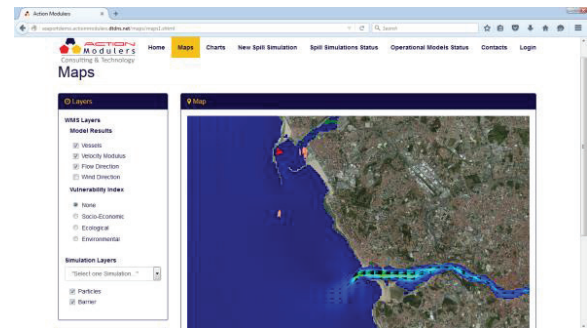 Action Modulers
Search
ACTION
Modulers
Consulting & Technology
Home Maps Charts New Spill Simulation Spill Simulations Status Operational Models Status Contacts Login
Maps
Layers
Map
WMS Layers
Model Results
Vessels
Velocity Modulus
Flow Direction
Wind Direction
Vulnerability Index
None
Socio-Economic
Ecological
Environmental
Simulation Layers
"Select one Simulation
Particles
Barrier